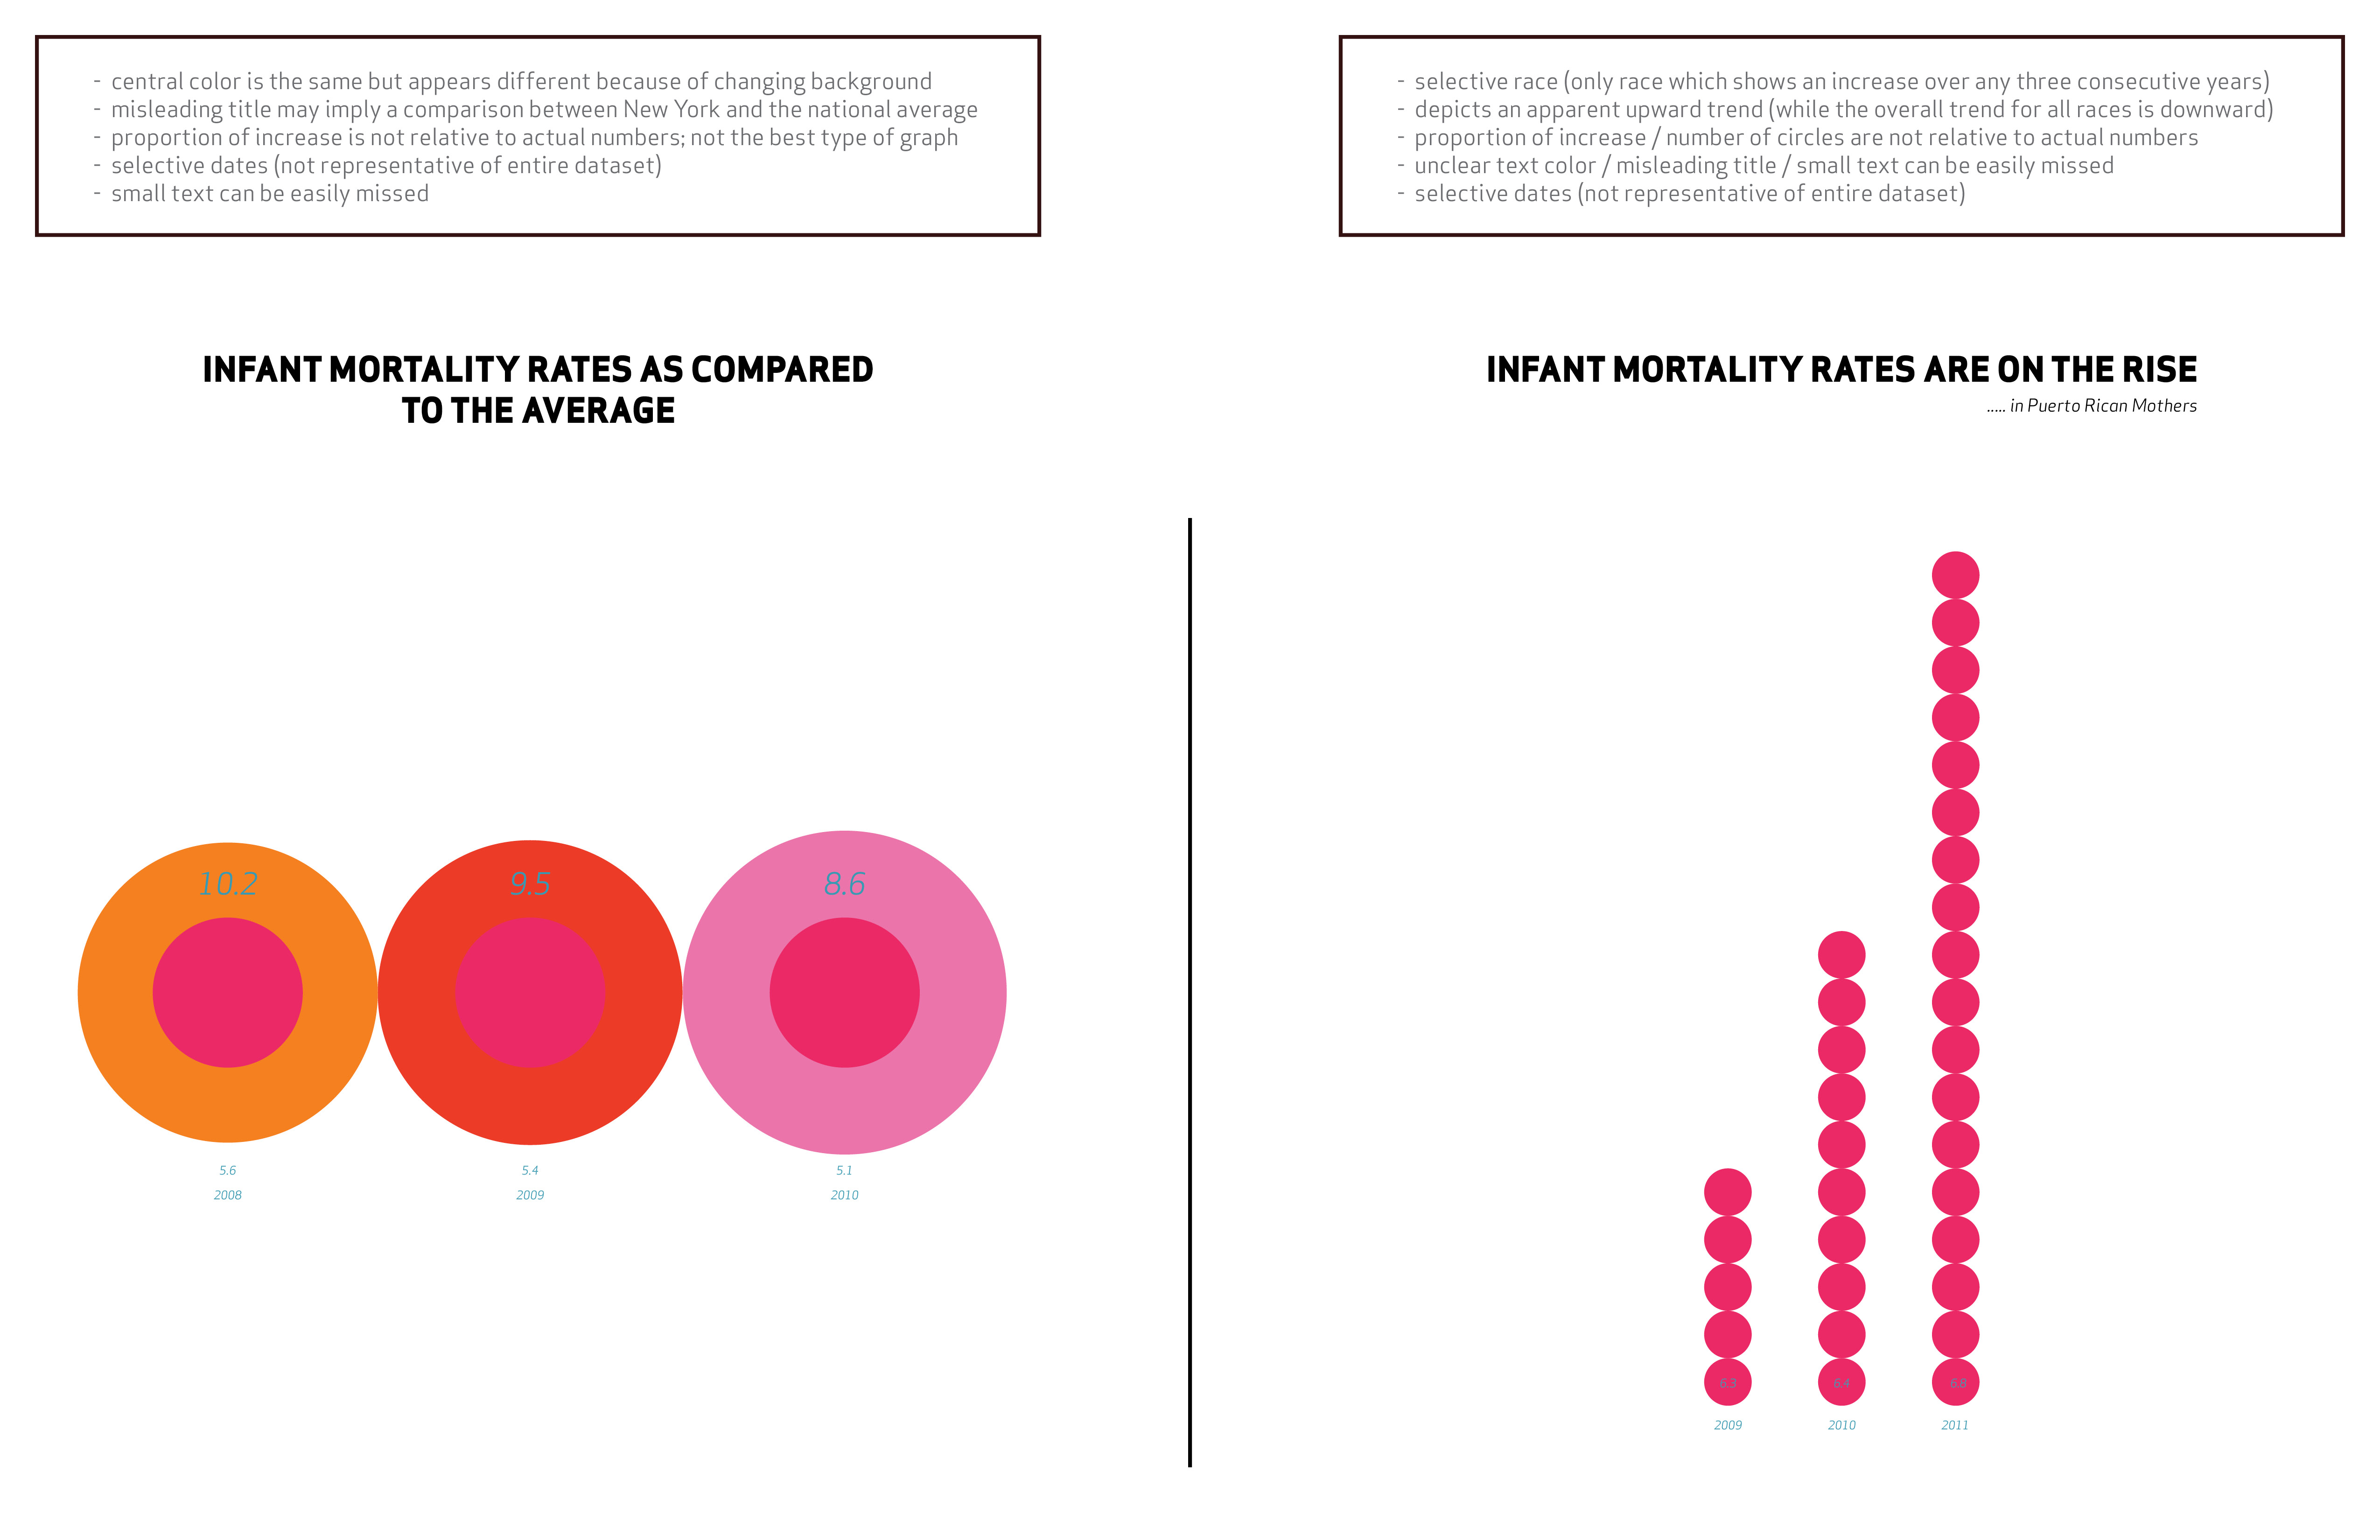 - central color is the same but appears different because of changing background
- misleading title may imply a comparison between New York and the national average
- proportion of increase is not relative to actual numbers; not the best type of graph
- selective dates (not representative of entire dataset)
- small text can be easily missed
- selective race (only race which shows an increase over any three consecutive years)
- depicts an apparent upward trend (while the overall trend for all races is downward)
- proportion of increase / number of circles are not relative to actual numbers
- unclear text color / misleading title / small text can be easily missed
- selective dates (not representative of entire dataset)
INFANT MORTALITY RATES AS COMPARED
TO THE AVERAGE
10.2
9.5
8.6
5.6
5.4
5.1
2008
2009
2010
INFANT MORTALITY RATES ARE ON THE RISE
..... in Puerto Rican Mothers
6.3
6.4
6.8
2009
2010
2011